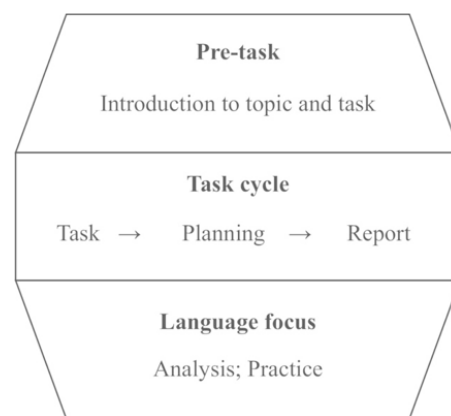 Pre-task
Introduction to topic and task
Task cycle
Task → Planning → Report
Language focus
Analysis; Practice